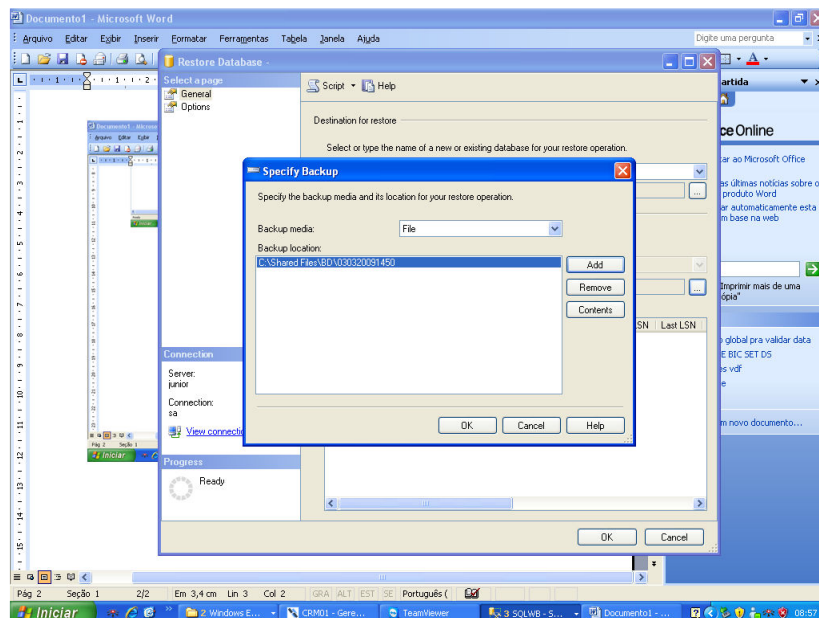 Documento1 - Microsoft Word
Arquivo Editar Exibir Inserir Formatar Ferramentas Tabela Janela Ajuda
Digite uma pergunta
Restore Database -
Select a page
General
Options
Script Help
Destination for restore
Select or type the name of a new or existing database for your restore operation.
Specify Backup
Specify the backup media and its location for your restore operation.
Backup media: File
Backup location:
C:\Shared Files\BD\030320091450
Add
Remove
Contents
OK Cancel Help
LSN Last LSN
Connection
Server:
junior
Connection:
sa
View connecti
Progress
Ready
OK Cancel
artida
ce Online
ar ao Microsoft Office
as últimas notícias sobre o
produto Word
ar automaticamente esta
m base na web
Imprimir mais de uma
ópia"
global pra validar data
E BIC SET DS
s vdf
e
m novo documento...
Pág 2 Seção 1 2/2 Em 3,4 cm Lin 3 Col 2 GRA ALT EST SE Português (
Iniciar 2 Windows E... CRM01 - Gere... TeamViewer 3 SQLWB - S... Documento1 - ... 08:57